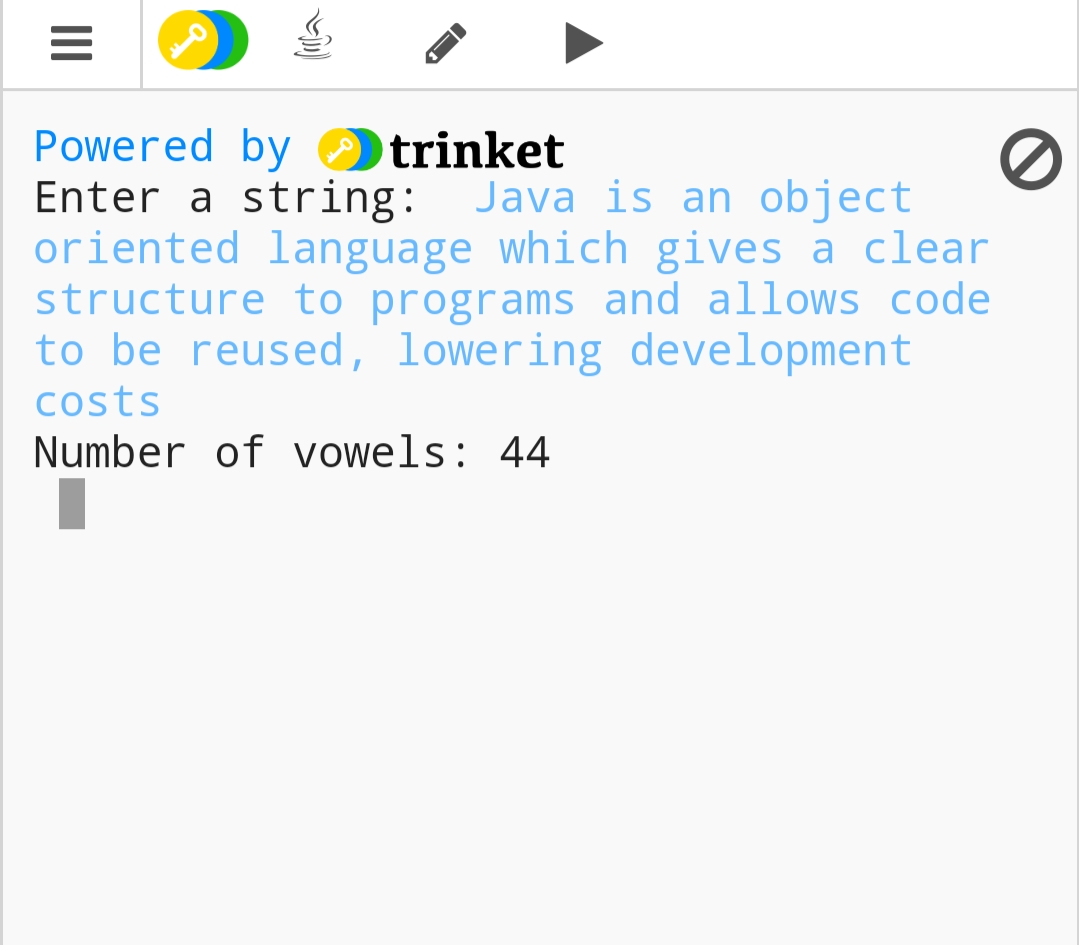 Powered by trinket
Enter a string:  Java is an object
oriented language which gives a clear
structure to programs and allows code
to be reused, lowering development
costs
Number of vowels: 44